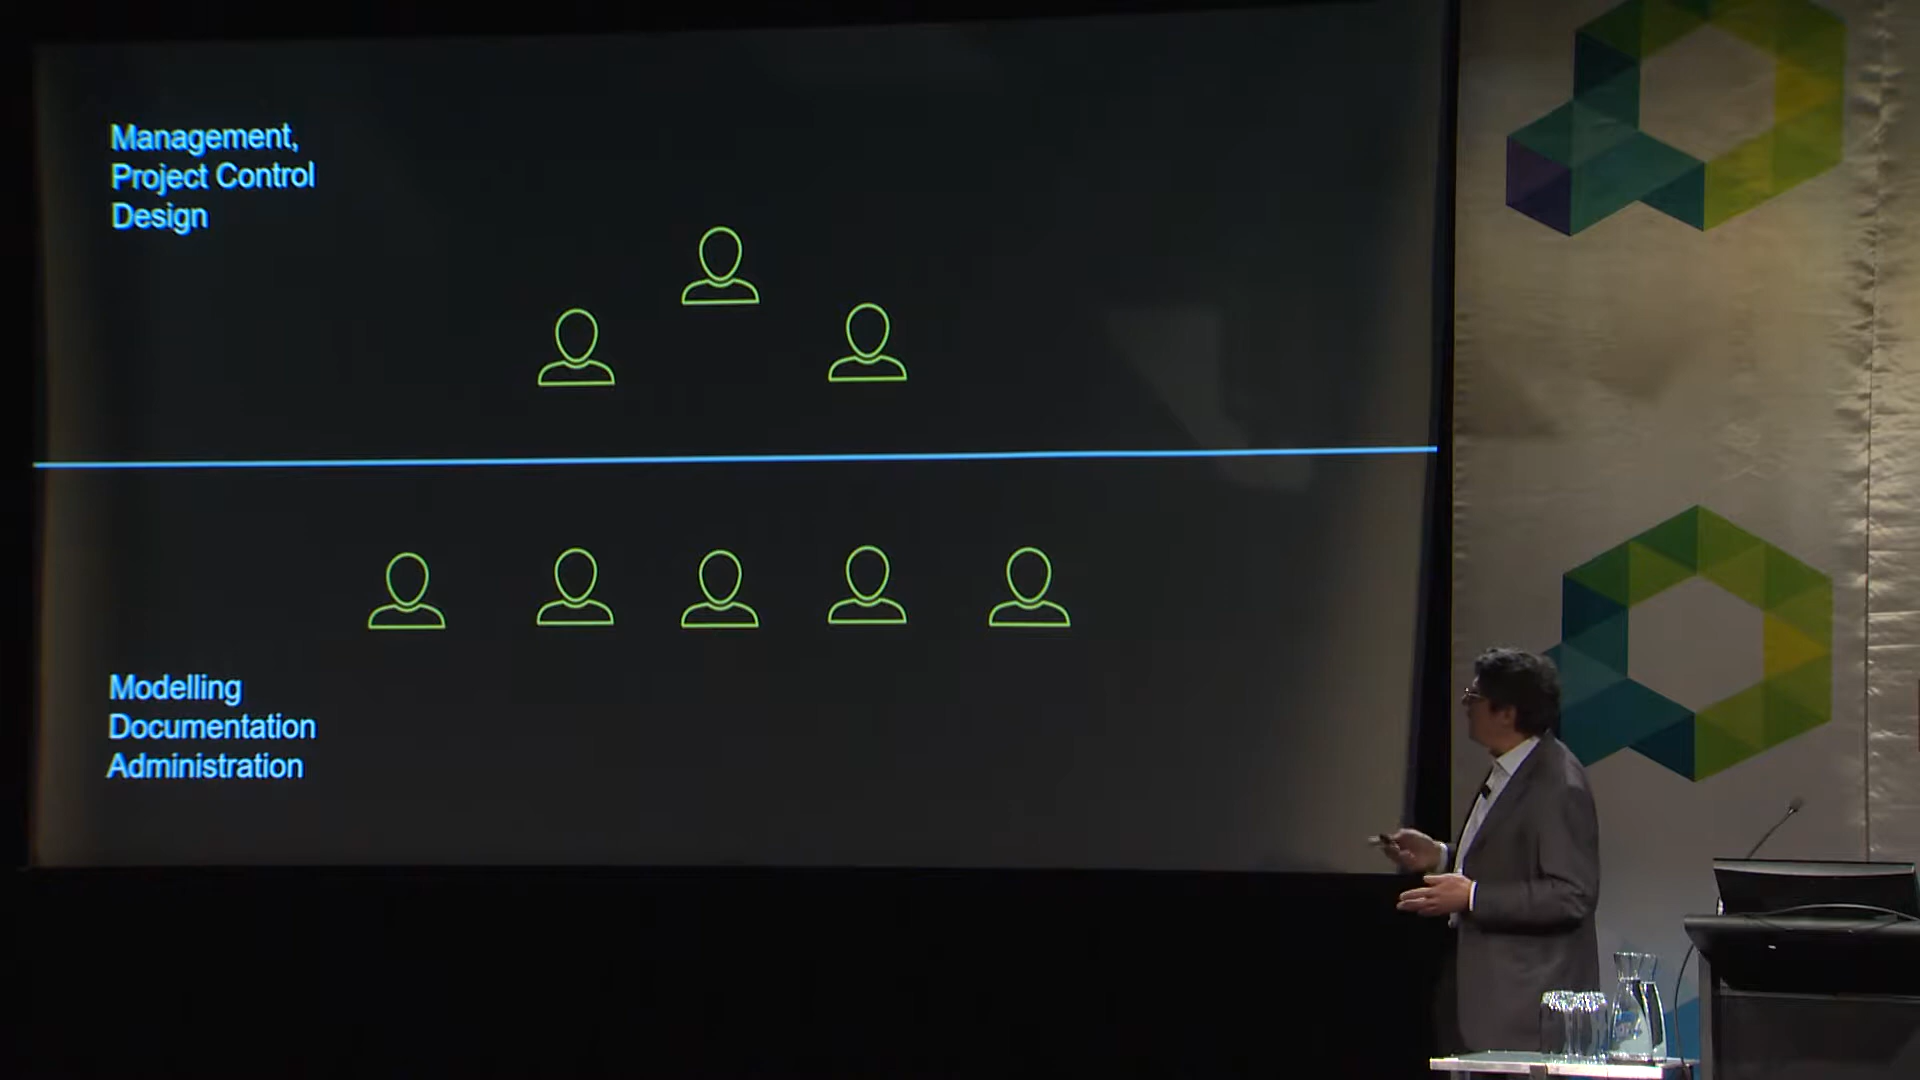 Management,
Project Control
Design
Modelling
Documentation
Administration